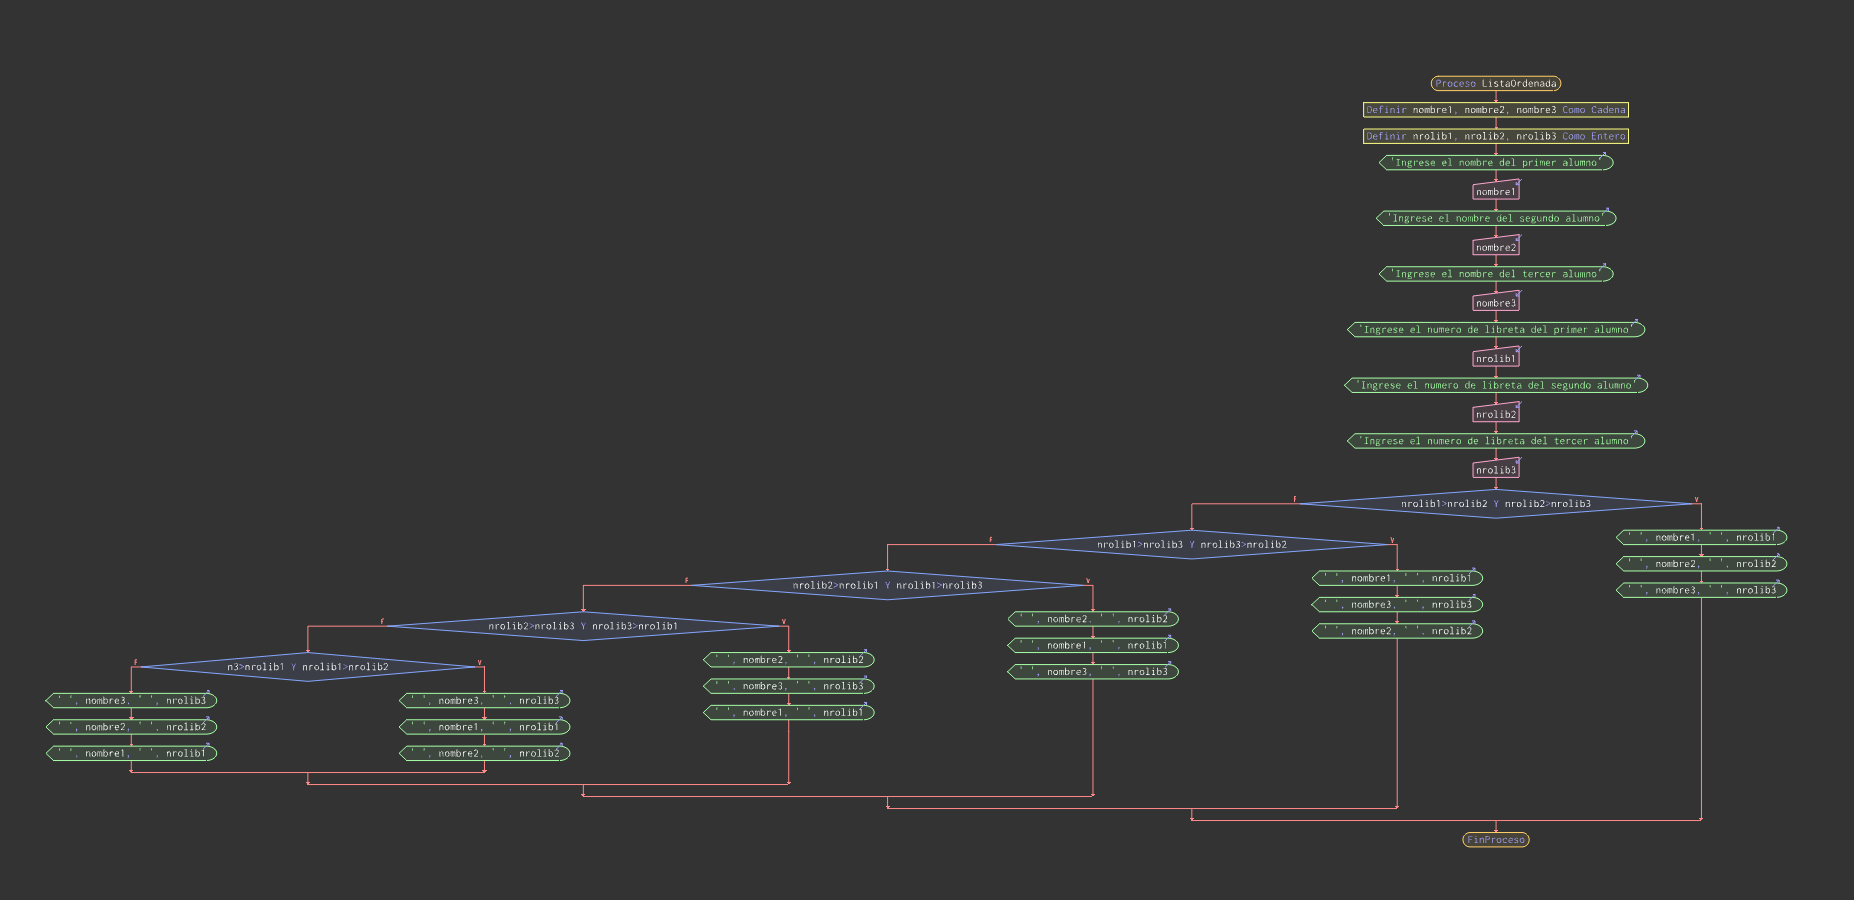 Proceso ListaOrdenada
Definir nombre1, nombre2, nombre3 Como Cadena
Definir nrolib1, nrolib2, nrolib3 Como Entero
'Ingrese el nombre del primer alumno'
nombre1
'Ingrese el nombre del segundo alumno'
nombre2
'Ingrese el nombre del tercer alumno'
nombre3
'Ingrese el numero de libreta del primer alumno'
nrolib1
'Ingrese el numero de libreta del segundo alumno'
nrolib2
'Ingrese el numero de libreta del tercer alumno'
nrolib3
F nrolib1>nrolib2 Y nrolib2>nrolib3 V
' ', nombre1, ' ', nrolib1
' ', nombre2, ' ', nrolib2
' ', nombre3, ' ', nrolib3
F nrolib1>nrolib3 Y nrolib3>nrolib2 V
' ', nombre1, ' ', nrolib1
' ', nombre3, ' ', nrolib3
' ', nombre2, ' ', nrolib2
F nrolib2>nrolib1 Y nrolib1>nrolib3 V
' ', nombre2, ' ', nrolib2
' ', nombre1, ' ', nrolib1
' ', nombre3, ' ', nrolib3
F nrolib2>nrolib3 Y nrolib3>nrolib1 V
' ', nombre2, ' ', nrolib2
' ', nombre3, ' ', nrolib3
' ', nombre1, ' ', nrolib1
F n3>nrolib1 Y nrolib1>nrolib2 V
' ', nombre3, ' ', nrolib3
' ', nombre2, ' ', nrolib2
' ', nombre1, ' ', nrolib1
' ', nombre3, ' ', nrolib3
' ', nombre1, ' ', nrolib1
' ', nombre2, ' ', nrolib2
FinProceso